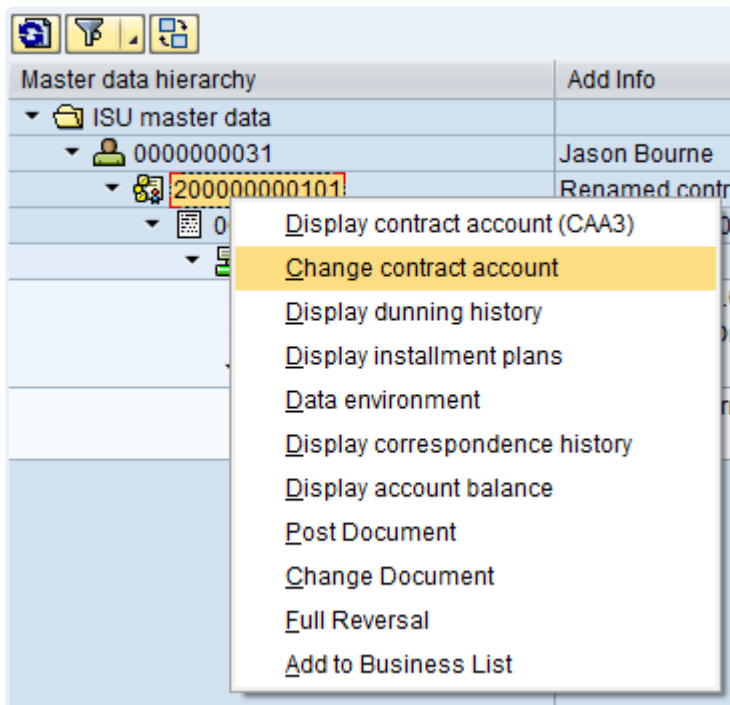 Master data hierarchy Add Info
ISU master data
0000000031 Jason Bourne
200000000101 Renamed
Display contract account (CAA3)
Change contract account
Display dunning history
Display installment plans
Data environment
Display correspondence history
Display account balance
Post Document
Change Document
Full Reversal
Add to Business List